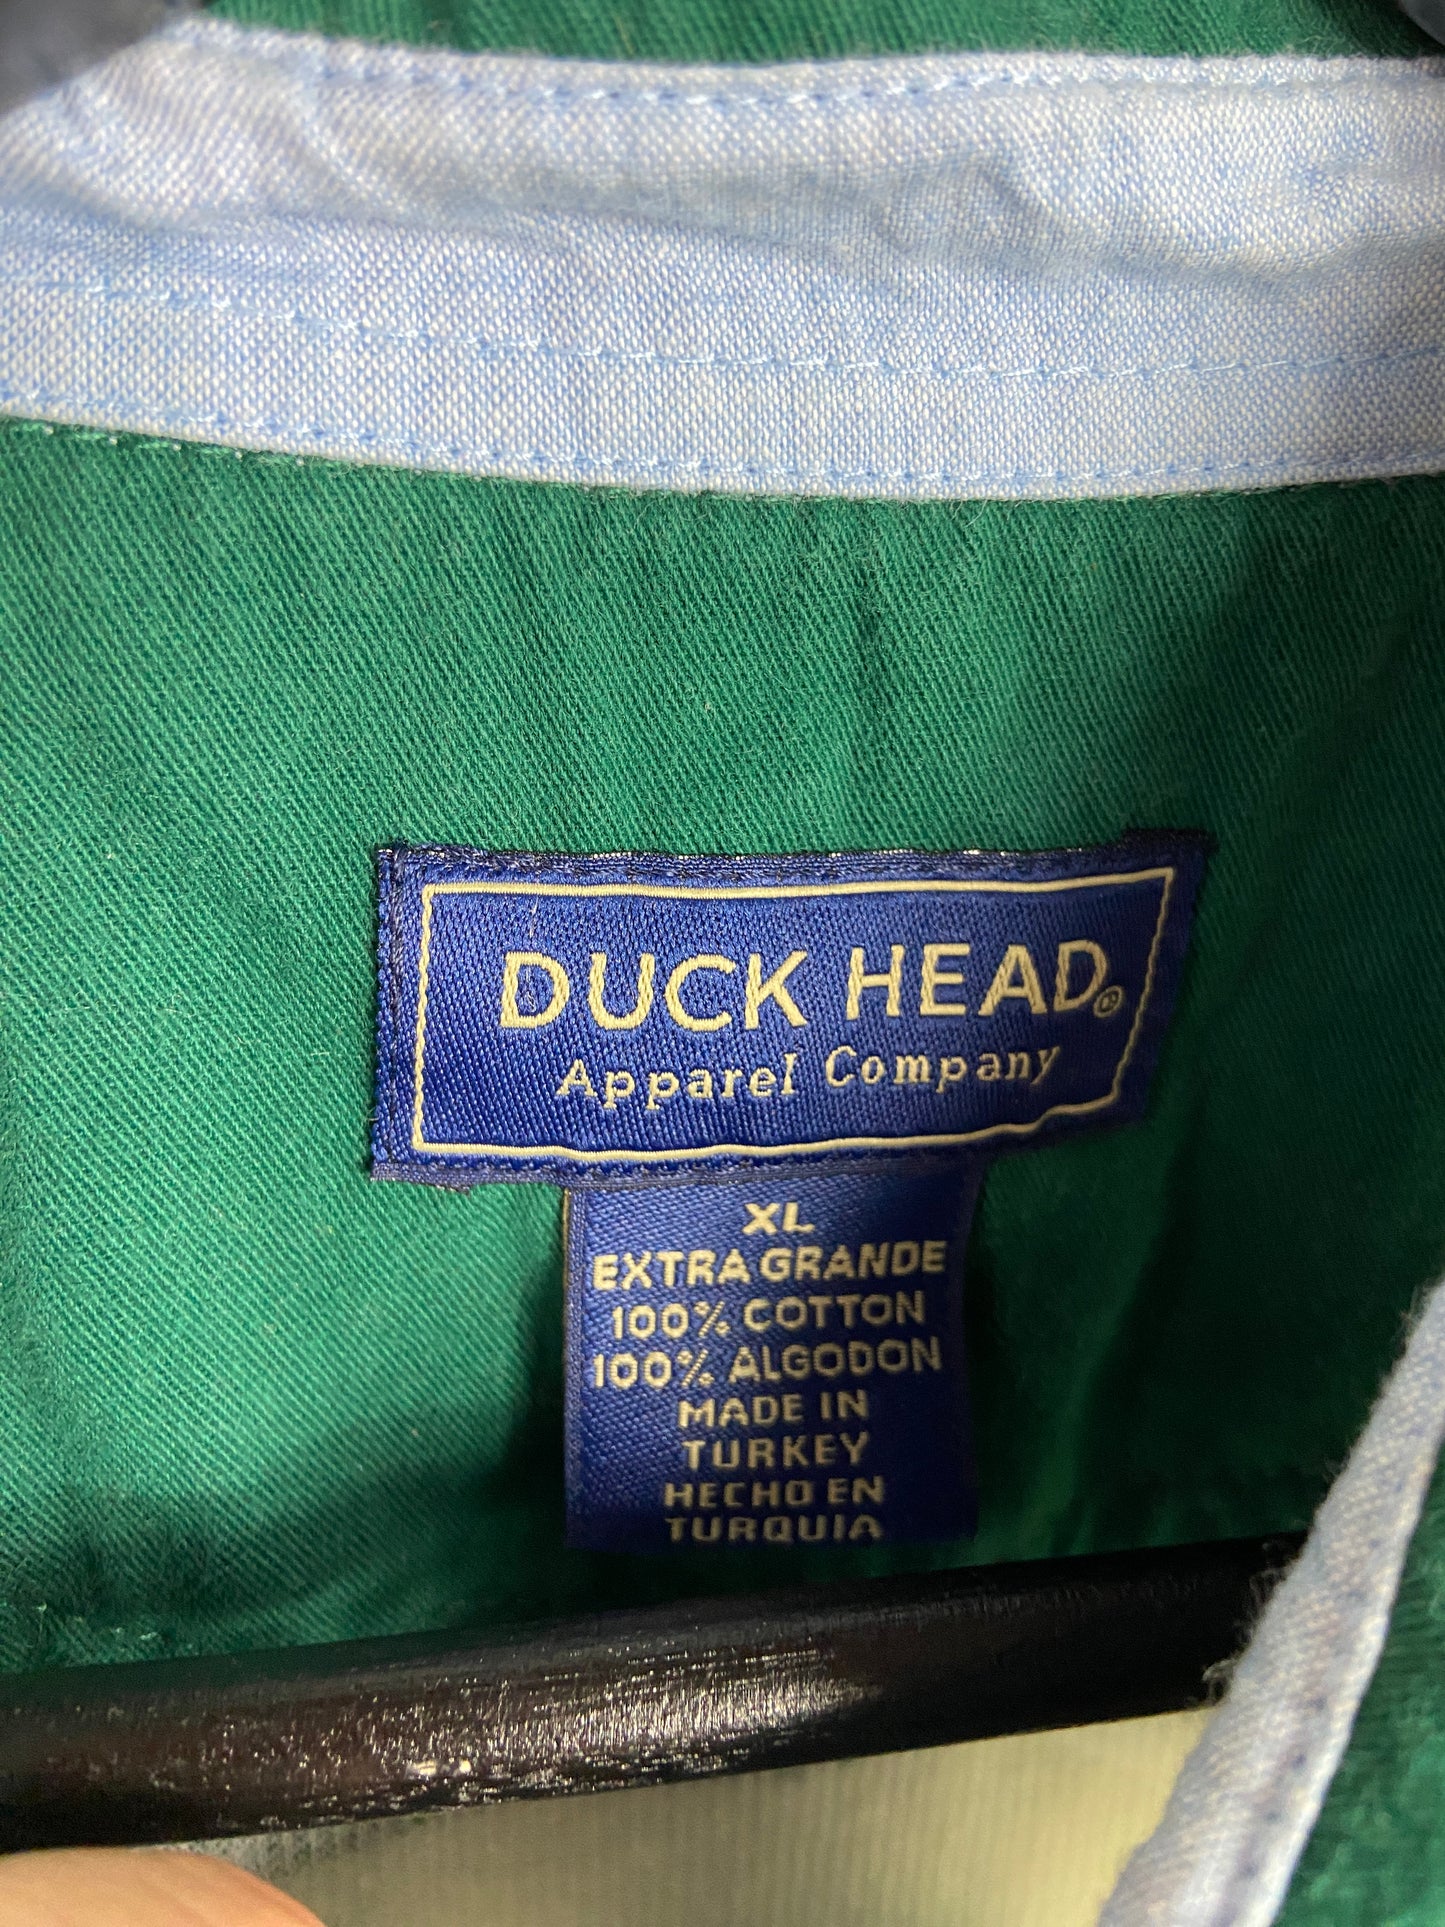 DUCK HEAD®
Apparel Company
XL
EXTRA GRANDE
100% COTTON
100% ALGODON
MADE IN
TURKEY
HECHO EN
TURQUIA